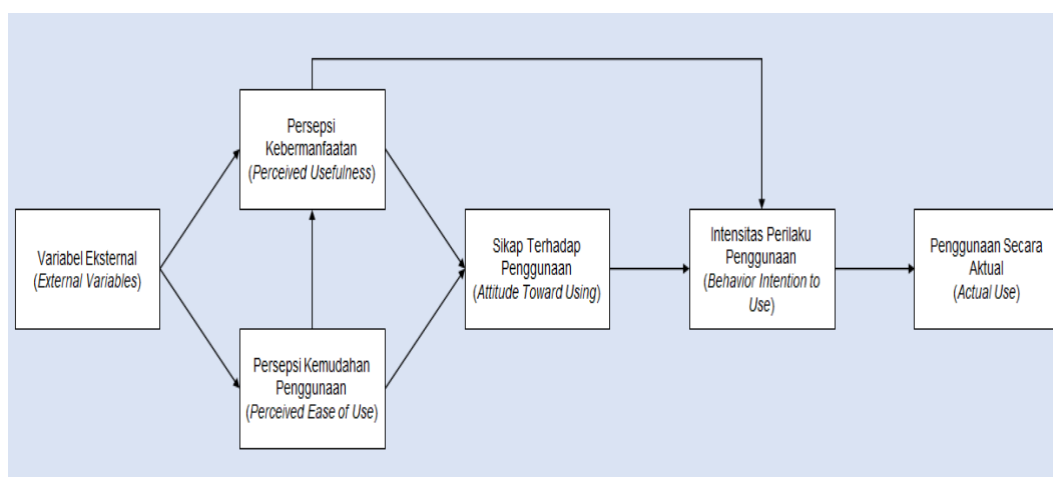 Persepsi
Kebermanfaatan
(Perceived Usefulness)
Variabel Eksternal
(External Variables)
Sikap Terhadap
Penggunaan
(Attitude Toward Using)
Intensitas Perilaku
Penggunaan
(Behavior Intention to
Use)
Penggunaan Secara
Aktual
(Actual Use)
Persepsi Kemudahan
Penggunaan
(Perceived Ease of Use)